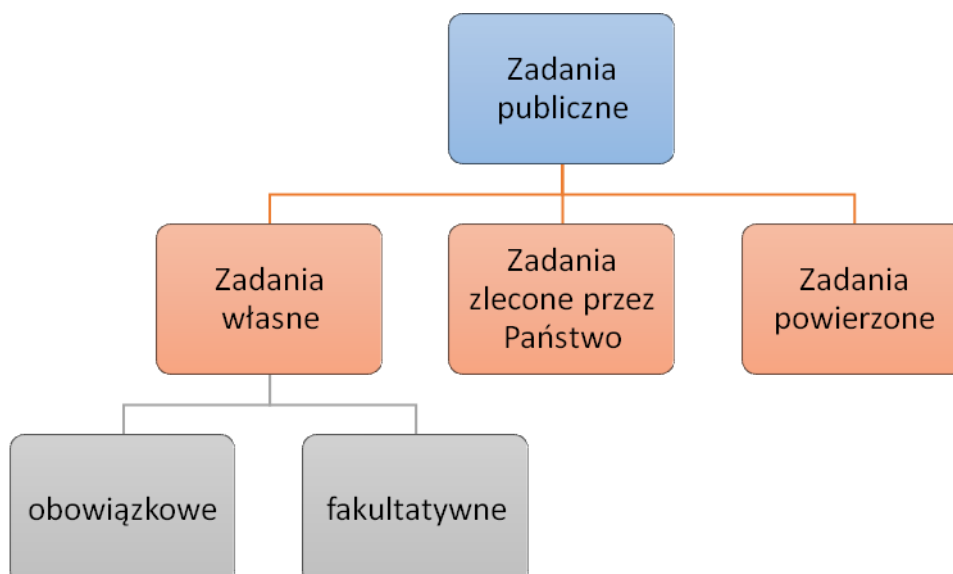 Zadania
publiczne
Zadania
własne
Zadania
zlecone przez
Państwo
Zadania
powierzone
obowiązkowe
fakultatywne